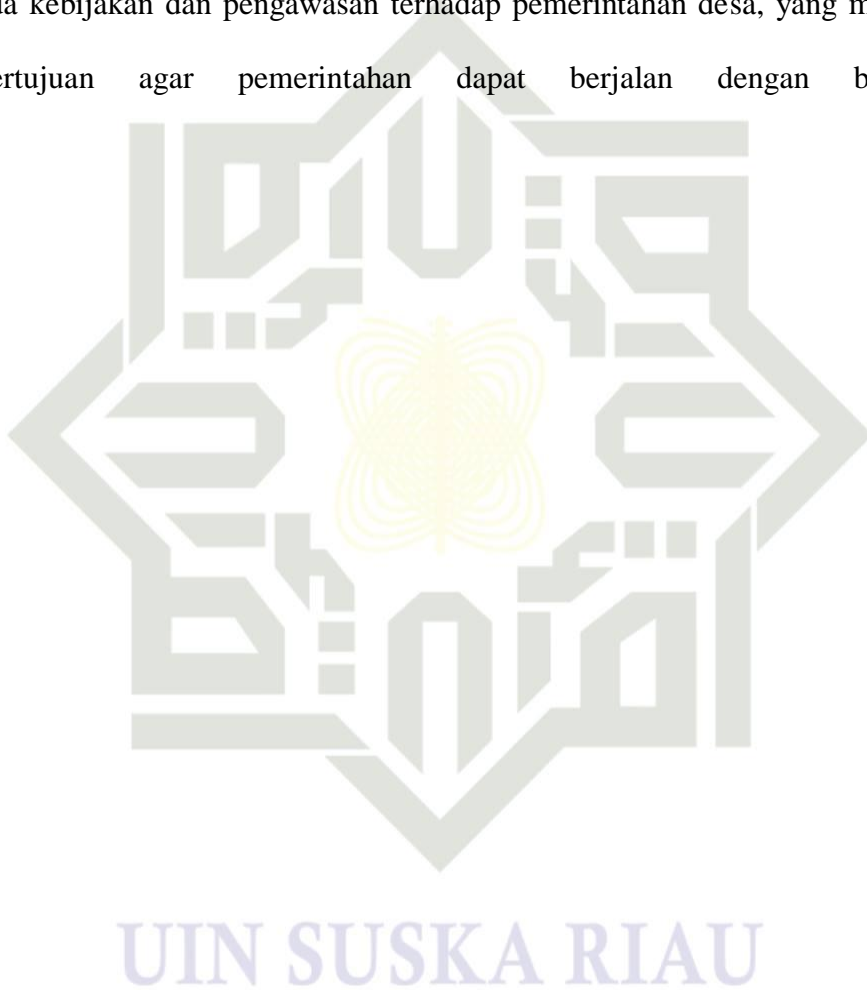 kebijakan dan pengawasan terhadap pemerintahan desa, yang
agar pemerintahan dapat berjalan dengan
UIN SUSKA RIAU